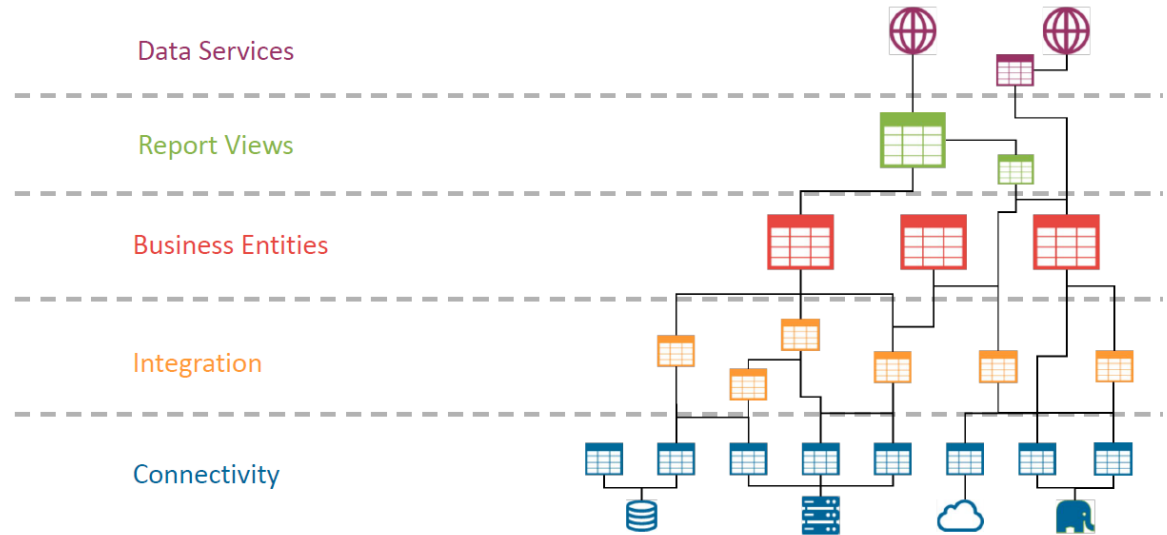 Data Services
Report Views
Business Entities
Integration
Connectivity